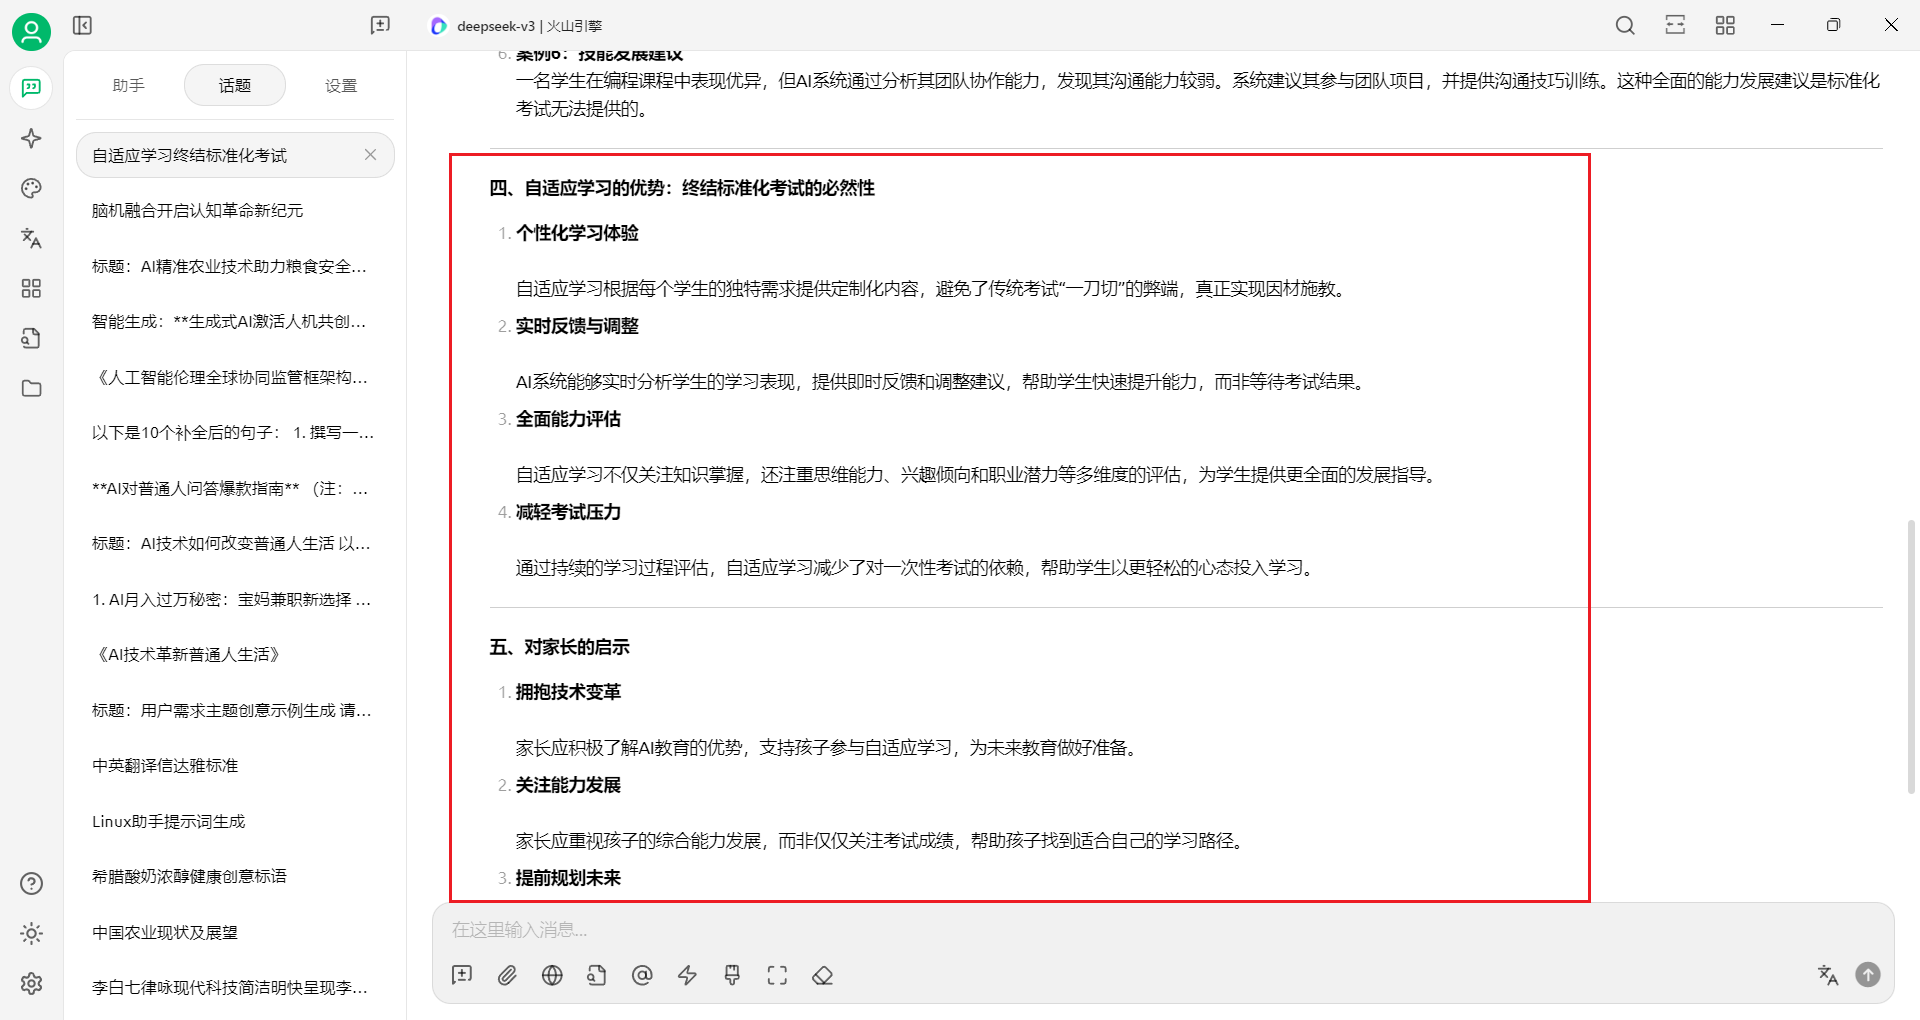 deepseek-v3 | 火山引擎
助手
话题
设置
自适应学习终结标准化考试
脑机融合开启认知革命新纪元
标题：AI精准农业技术助力粮食安全...
智能生成：**生成式AI激活人机共创...
《人工智能伦理全球协同监管框架构...
以下是10个补全后的句子： 1. 撰写一...
**AI对普通人问答爆款指南** （注：...
标题：AI技术如何改变普通人生活 以...
1. AI月入过万秘密：宝妈兼职新选择 ...
《AI技术革新普通人生活》
标题：用户需求主题创意示例生成 请...
中英翻译信达雅标准
Linux助手提示词生成
希腊酸奶浓醇健康创意标语
中国农业现状及展望
李白七律咏现代科技简洁明快呈现李...
6. 案例6：技能发展建议
一名学生在编程课程中表现优异，但AI系统通过分析其团队协作能力，发现其沟通能力较弱。系统建议其参与团队项目，并提供沟通技巧训练。这种全面的能力发展建议是标准化
考试无法提供的。
四、自适应学习的优势：终结标准化考试的必然性
1. 个性化学习体验
自适应学习根据每个学生的独特需求提供定制化内容，避免了传统考试“一刀切”的弊端，真正实现因材施教。
2. 实时反馈与调整
AI系统能够实时分析学生的学习表现，提供即时反馈和调整建议，帮助学生快速提升能力，而非等待考试结果。
3. 全面能力评估
自适应学习不仅关注知识掌握，还注重思维能力、兴趣倾向和职业潜力等多维度的评估，为学生提供更全面的发展指导。
4. 减轻考试压力
通过持续的学习过程评估，自适应学习减少了对一次性考试的依赖，帮助学生以更轻松的心态投入学习。
五、对家长的启示
1. 拥抱技术变革
家长应积极了解AI教育的优势，支持孩子参与自适应学习，为未来教育做好准备。
2. 关注能力发展
家长应重视孩子的综合能力发展，而非仅仅关注考试成绩，帮助孩子找到适合自己的学习路径。
3. 提前规划未来
在这里输入消息...